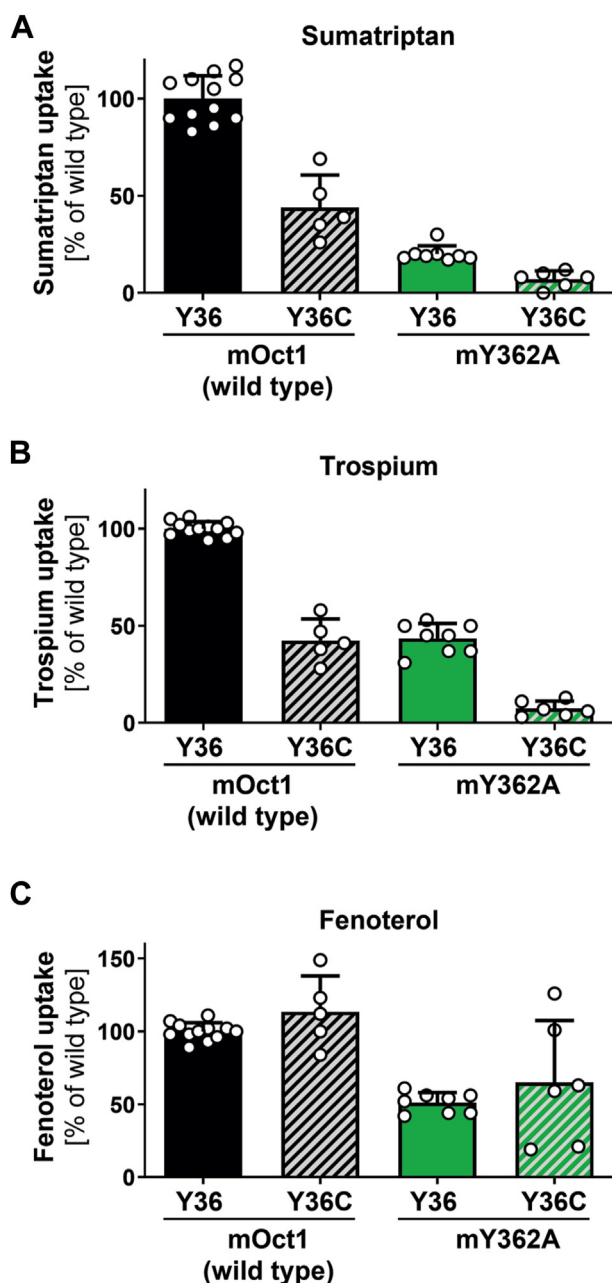 A
Sumatriptan
Sumatriptan uptake
[% of wild type]
100
50
0
Y36 Y36C Y36 Y36C
mOct1 mY362A
(wild type)
B
Trospium
Trospium uptake
[% of wild type]
100
50
0
Y36 Y36C Y36 Y36C
mOct1 mY362A
(wild type)
C
Fenoterol
Fenoterol uptake
[% of wild type]
150
100
50
0
Y36 Y36C Y36 Y36C
mOct1 mY362A
(wild type)